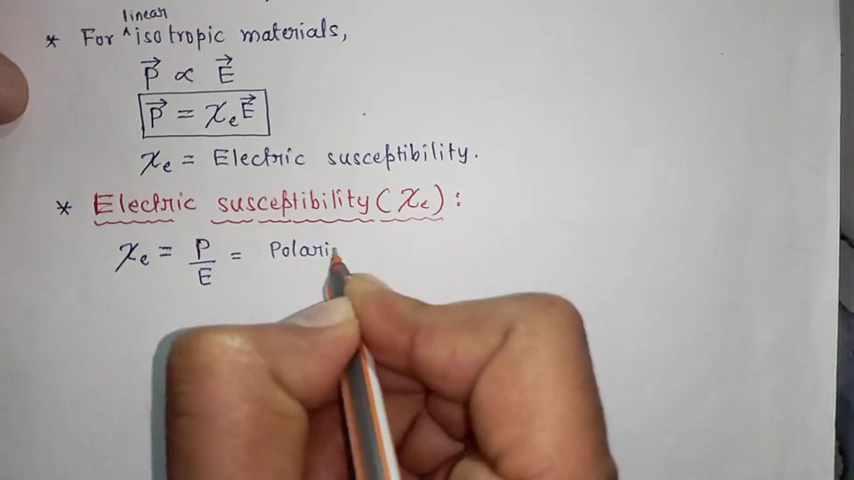 * For ^linear isotropic materials,
P⃗ ∝ E⃗
P⃗ = χₑE⃗
χₑ = Electric susceptibility.
* Electric susceptibility (χₑ) :
χₑ = P/E = Polari